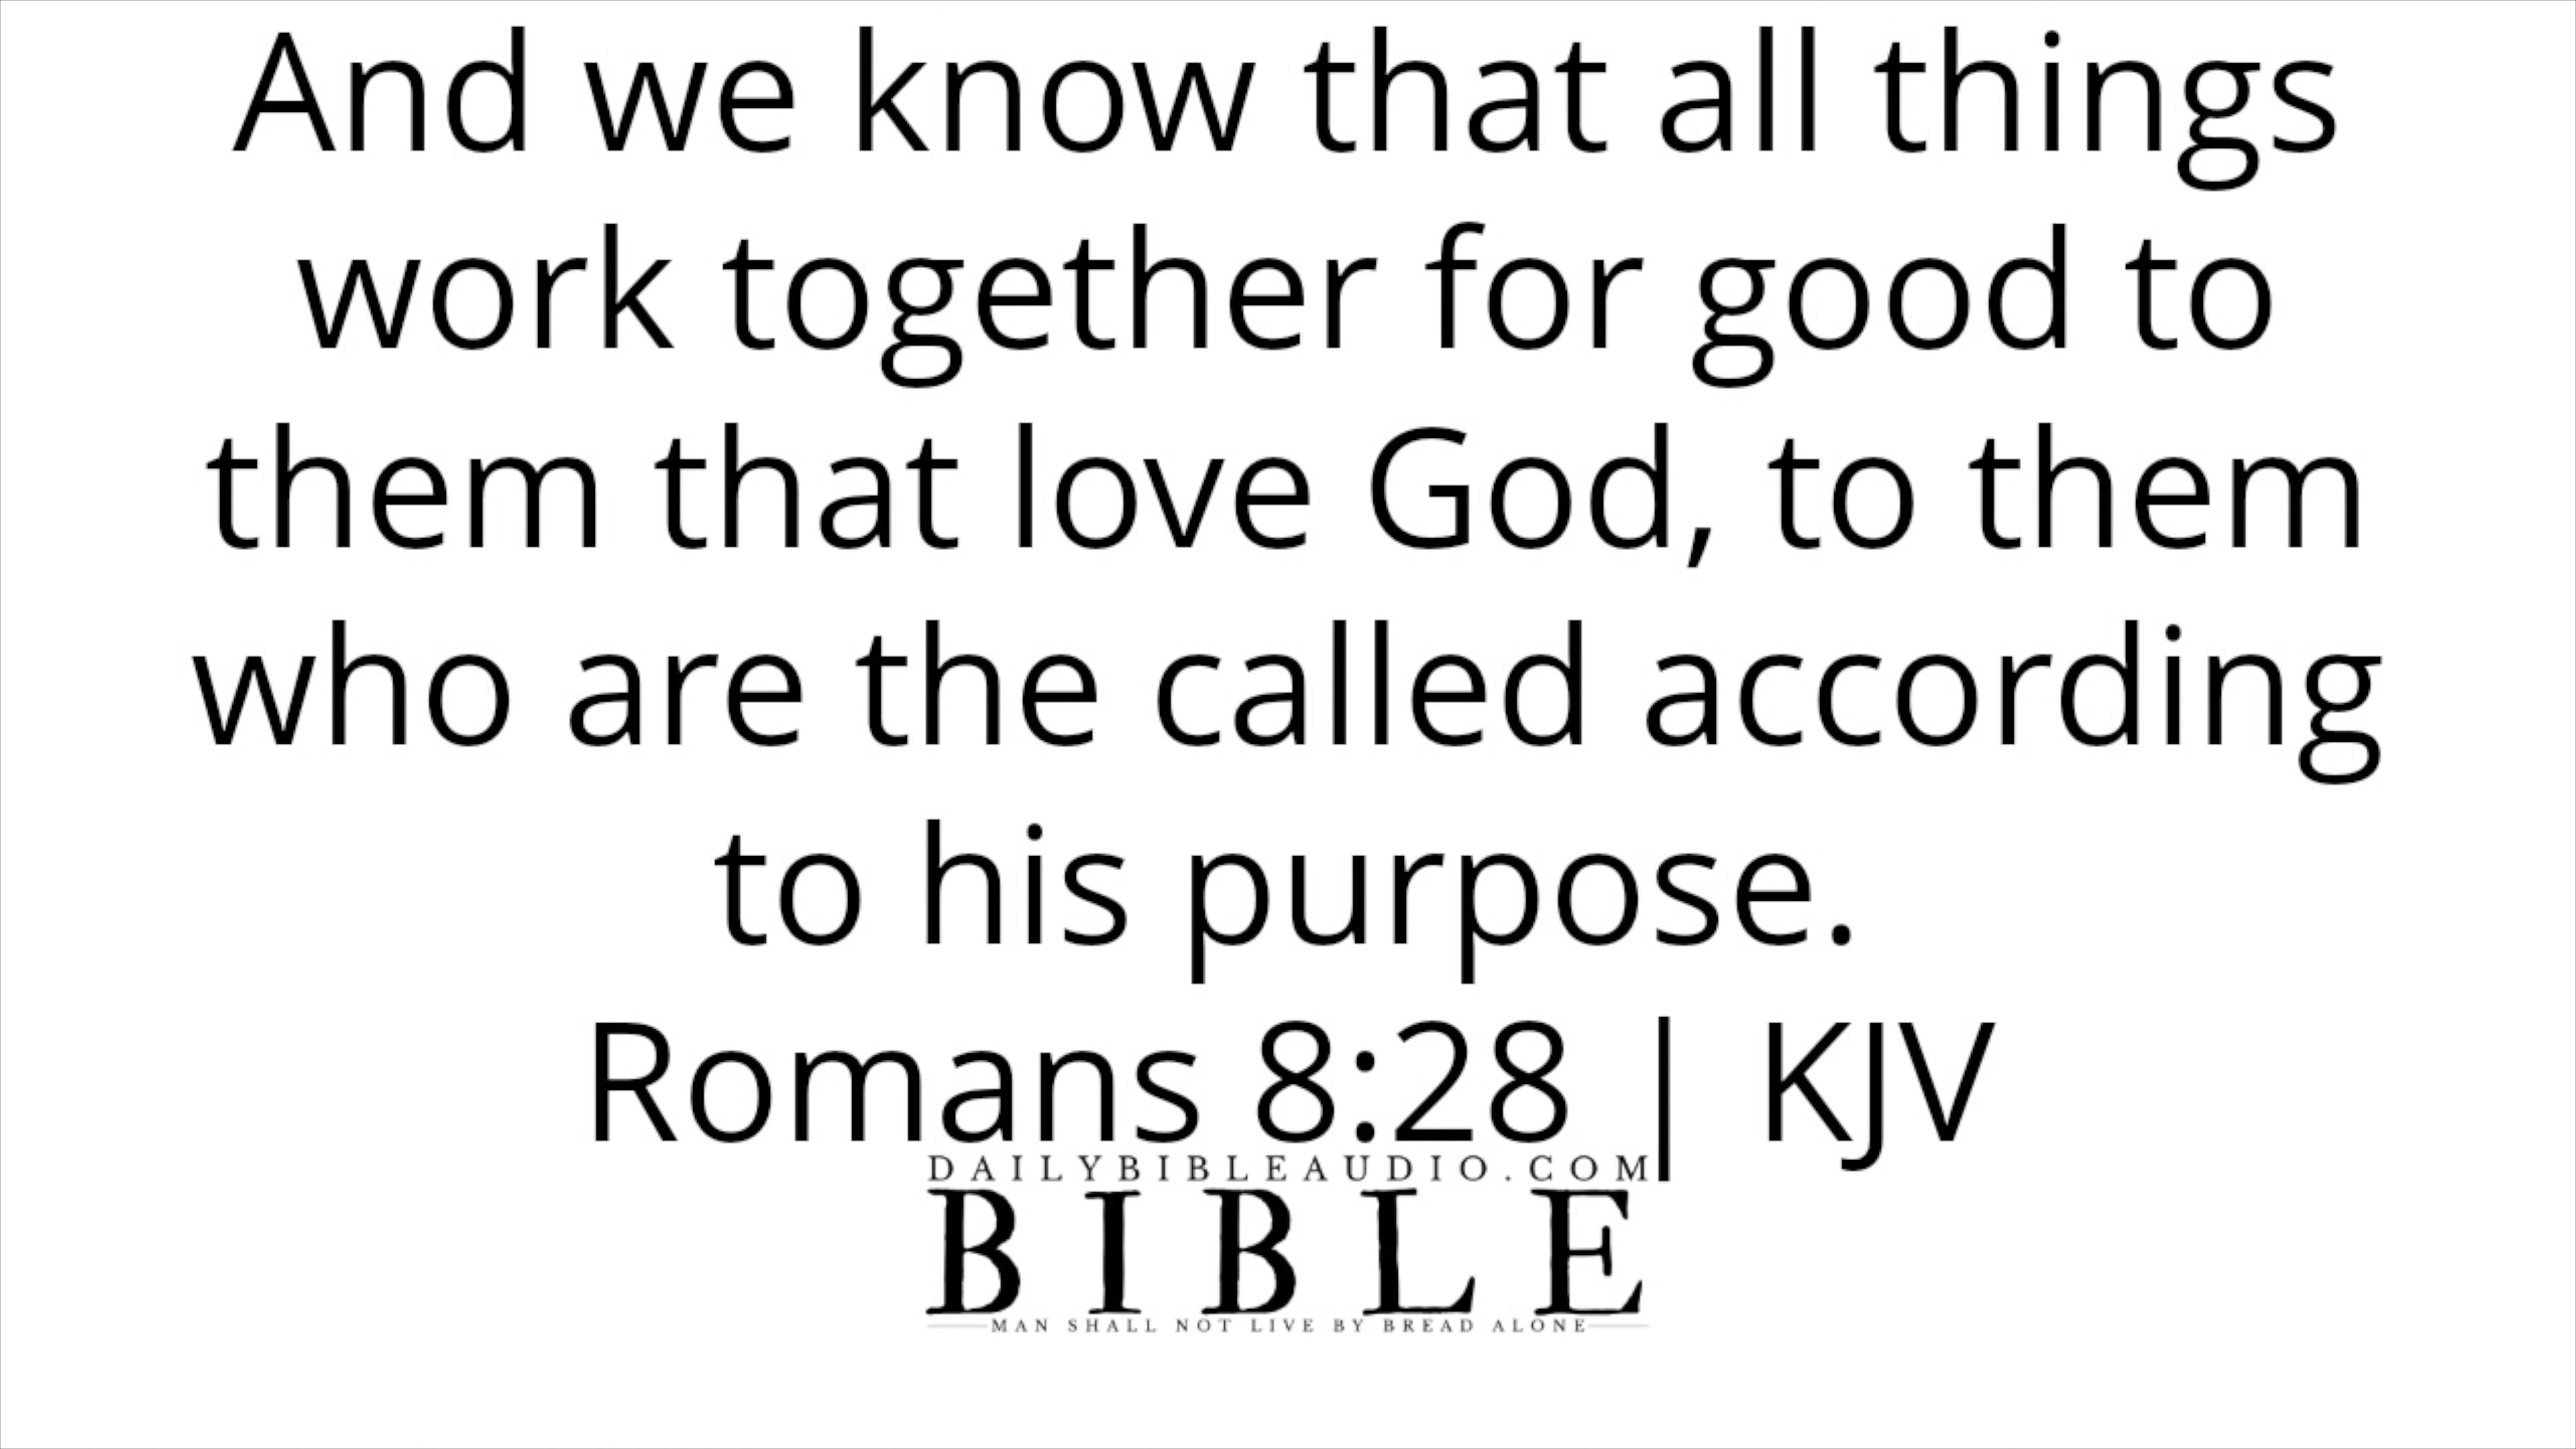 And we know that all things
work together for good to
them that love God, to them
who are the called according
to his purpose.
Romans 8:28 | KJV
DAILYBIBLEAUDIO.COM
BIBLE
MAN SHALL NOT LIVE BY BREAD ALONE